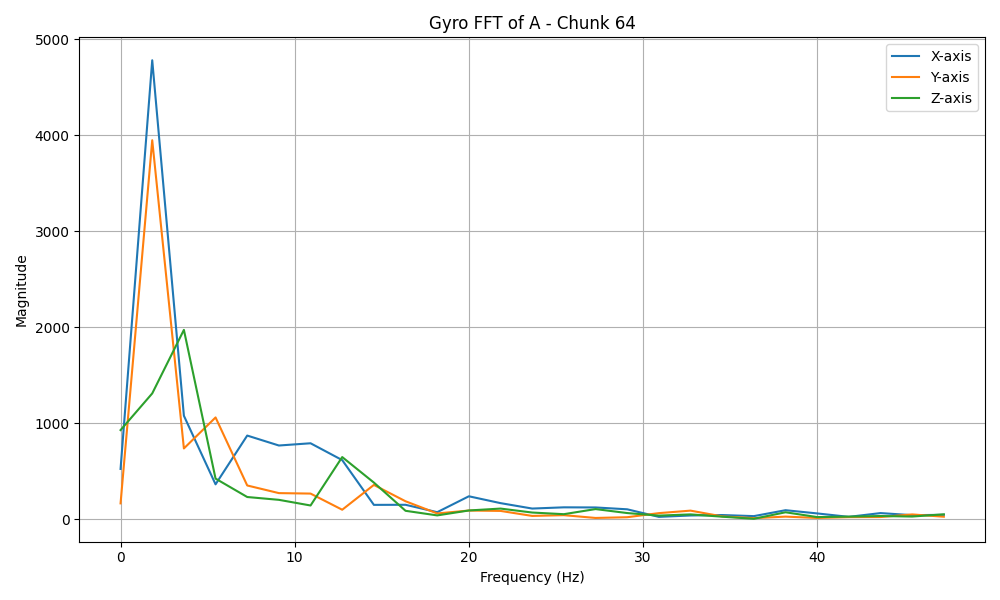 Gyro FFT of A - Chunk 64
X-axis
Y-axis
Z-axis
Magnitude
5000
4000
3000
2000
1000
0
0 10 20 30 40
Frequency (Hz)